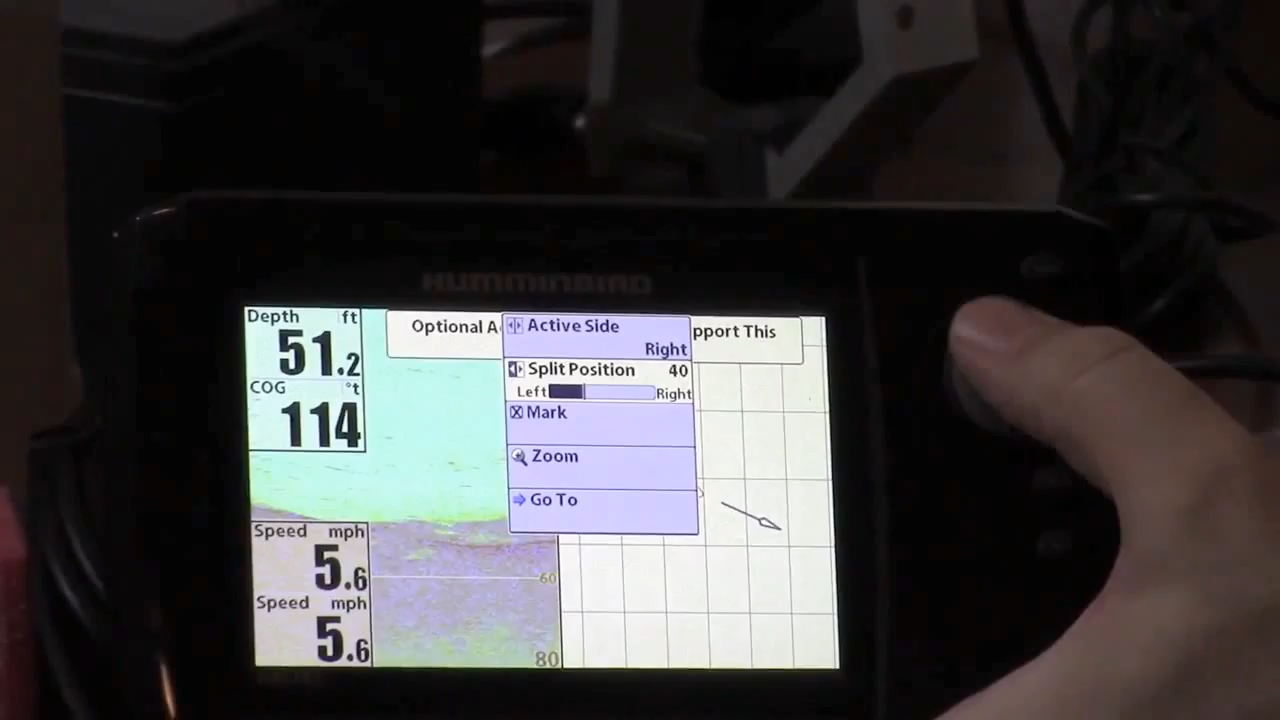 HUMMINBIRD
Depth ft
51.2
COG °t
114
Optional A
pport This
Active Side
Right
Split Position 40
Left Right
Mark
Zoom
Go To
Speed mph
5.6
Speed mph
5.6
60
80